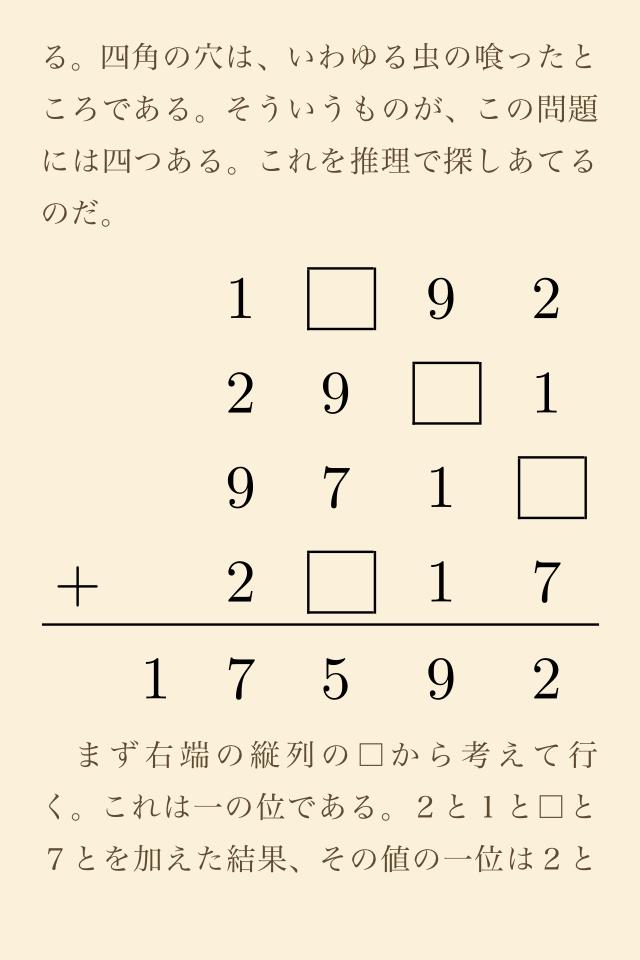 る。四角の穴は、いわゆる虫の喰ったと
ころである。そういうものが、この問題
には四つある。これを推理で探しあてる
のだ。
1 □ 9 2
2 9 □ 1
9 7 1 □
+ 2 □ 1 7
1 7 5 9 2
まず右端の縦列の□から考えて行
く。これは一の位である。２と１と□と
７とを加えた結果、その値の一位は２と